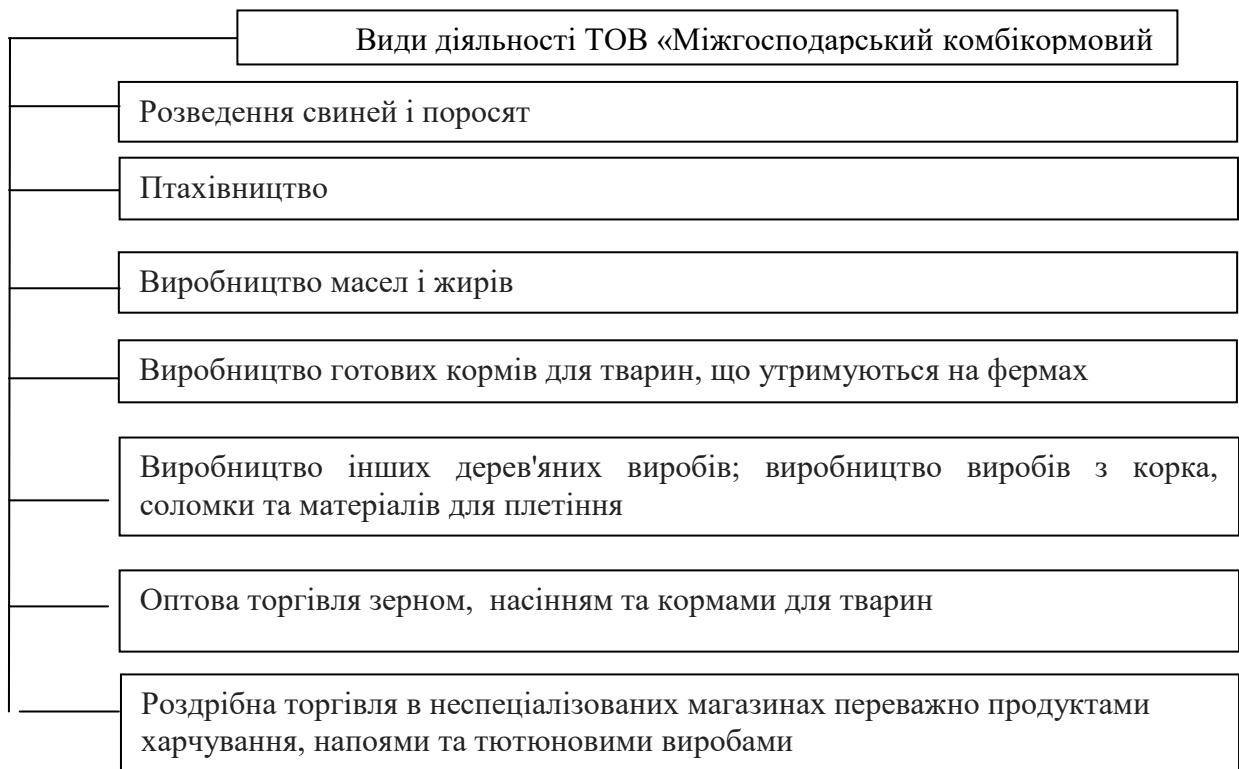 Види діяльності ТОВ «Міжгосподарський комбікормовий
Розведення свиней і поросят
Птахівництво
Виробництво масел і жирів
Виробництво готових кормів для тварин, що утримуються на фермах
Виробництво інших дерев'яних виробів; виробництво виробів з корка,
соломки та матеріалів для плетіння
Оптова торгівля зерном, насінням та кормами для тварин
Роздрібна торгівля в неспеціалізованих магазинах переважно продуктами
харчування, напоями та тютюновими виробами